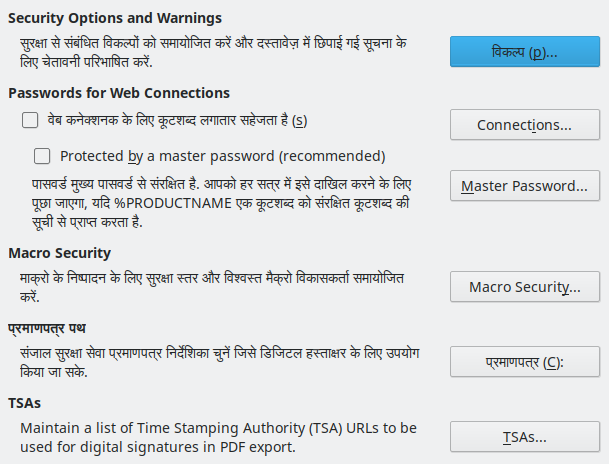 Security Options and Warnings
सुरक्षा से संबंधित विकल्पों को समायोजित करें और दस्तावेज़ में छिपाई गई सूचना के
लिए चेतावनी परिभाषित करें.
विकल्प (p)...
Passwords for Web Connections
वेब कनेक्शनक के लिए कूटशब्द लगातार सहेजता है (s)
Connections...
Protected by a master password (recommended)
पासवर्ड मुख्य पासवर्ड से संरक्षित है. आपको हर सत्र में इसे दाखिल करने के लिए
पूछा जाएगा, यदि %PRODUCTNAME एक कूटशब्द को संरक्षित कूटशब्द की
सूची से प्राप्त करता है.
Master Password...
Macro Security
माक्रो के निष्पादन के लिए सुरक्षा स्तर और विश्वस्त मैक्रो विकासकर्ता समायोजित
करें.
Macro Security...
प्रमाणपत्र पथ
संजाल सुरक्षा सेवा प्रमाणपत्र निर्देशिका चुनें जिसे डिजिटल हस्ताक्षर के लिए उपयोग
किया जा सके.
प्रमाणपत्र (C):
TSAs
Maintain a list of Time Stamping Authority (TSA) URLs to be
used for digital signatures in PDF export.
TSAs...